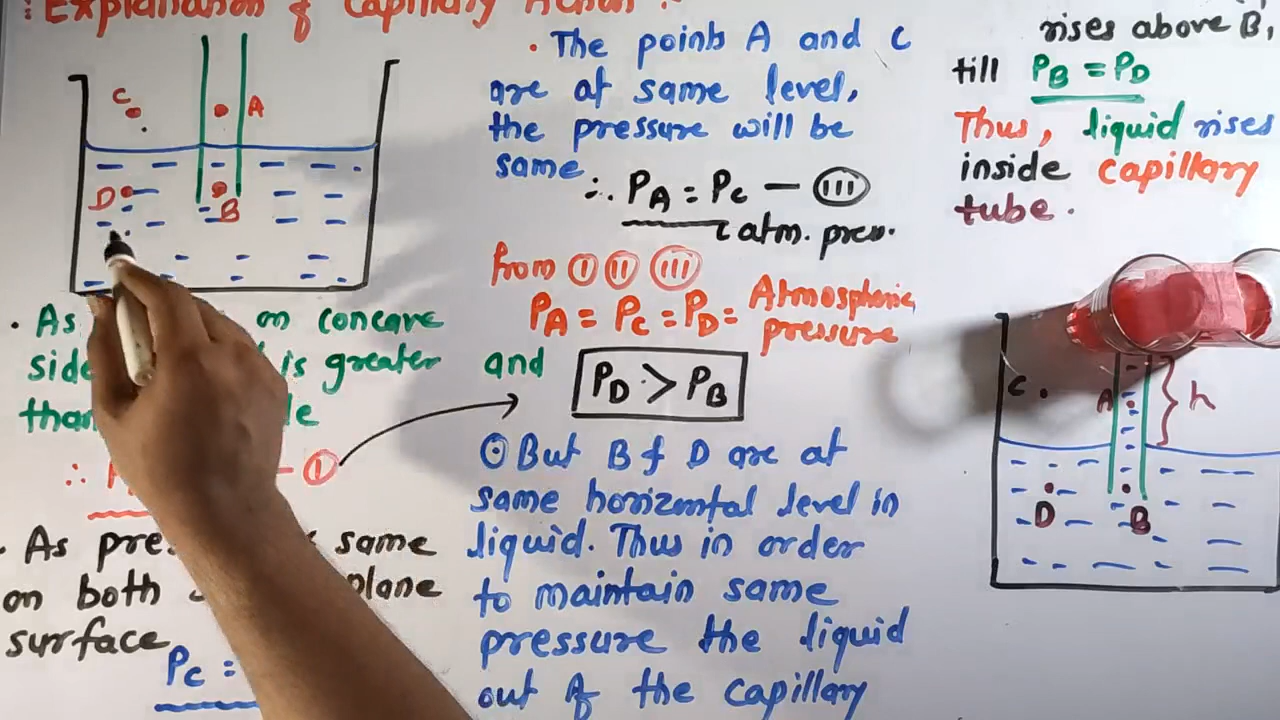 : Explanation of Capillary Action :-
C
A
D
B
. As on concave
side is greater
than
∴ — I
. As pre same
on both plane
surface
Pc =
. The points A and C
are at same level,
the pressure will be
same. ∴ PA = Pc — III
atm. pres.
from I II III
PA = Pc = PD = Atmospheric
pressure
and PD > PB
But B & D are at
same horizontal level in
liquid. Thus in order
to maintain same
pressure the liquid
out of the capillary
rises above B,
till PB = PD
Thus, liquid rises
inside capillary
tube.
C
A
h
D
B